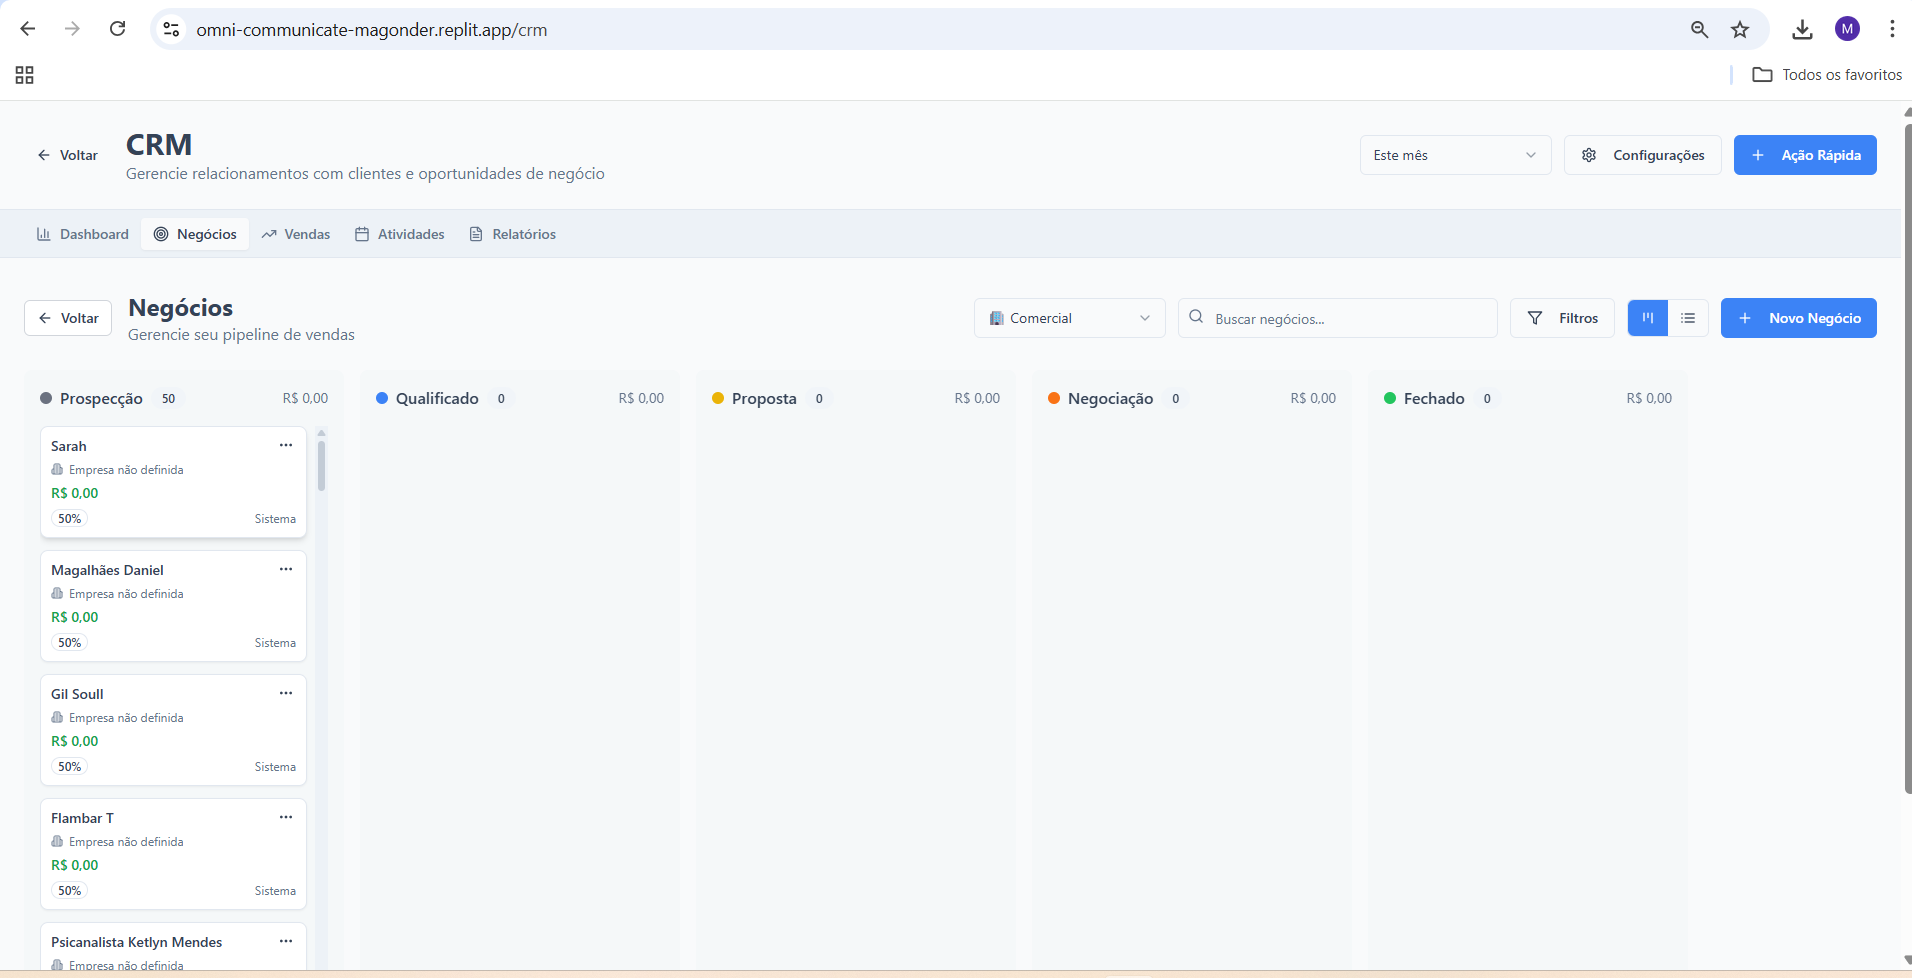 omni-communicate-magonder.replit.app/crm
M
Todos os favoritos
Voltar
CRM
Gerencie relacionamentos com clientes e oportunidades de negócio
Este mês
Configurações
Ação Rápida
Dashboard
Negócios
Vendas
Atividades
Relatórios
Voltar
Negócios
Gerencie seu pipeline de vendas
Comercial
Buscar negócios...
Filtros
Novo Negócio
Prospecção 50 R$ 0,00
Qualificado 0 R$ 0,00
Proposta 0 R$ 0,00
Negociação 0 R$ 0,00
Fechado 0 R$ 0,00
Sarah
Empresa não definida
R$ 0,00
50% Sistema
Magalhães Daniel
Empresa não definida
R$ 0,00
50% Sistema
Gil Soull
Empresa não definida
R$ 0,00
50% Sistema
Flambar T
Empresa não definida
R$ 0,00
50% Sistema
Psicanalista Ketlyn Mendes
Empresa não definida